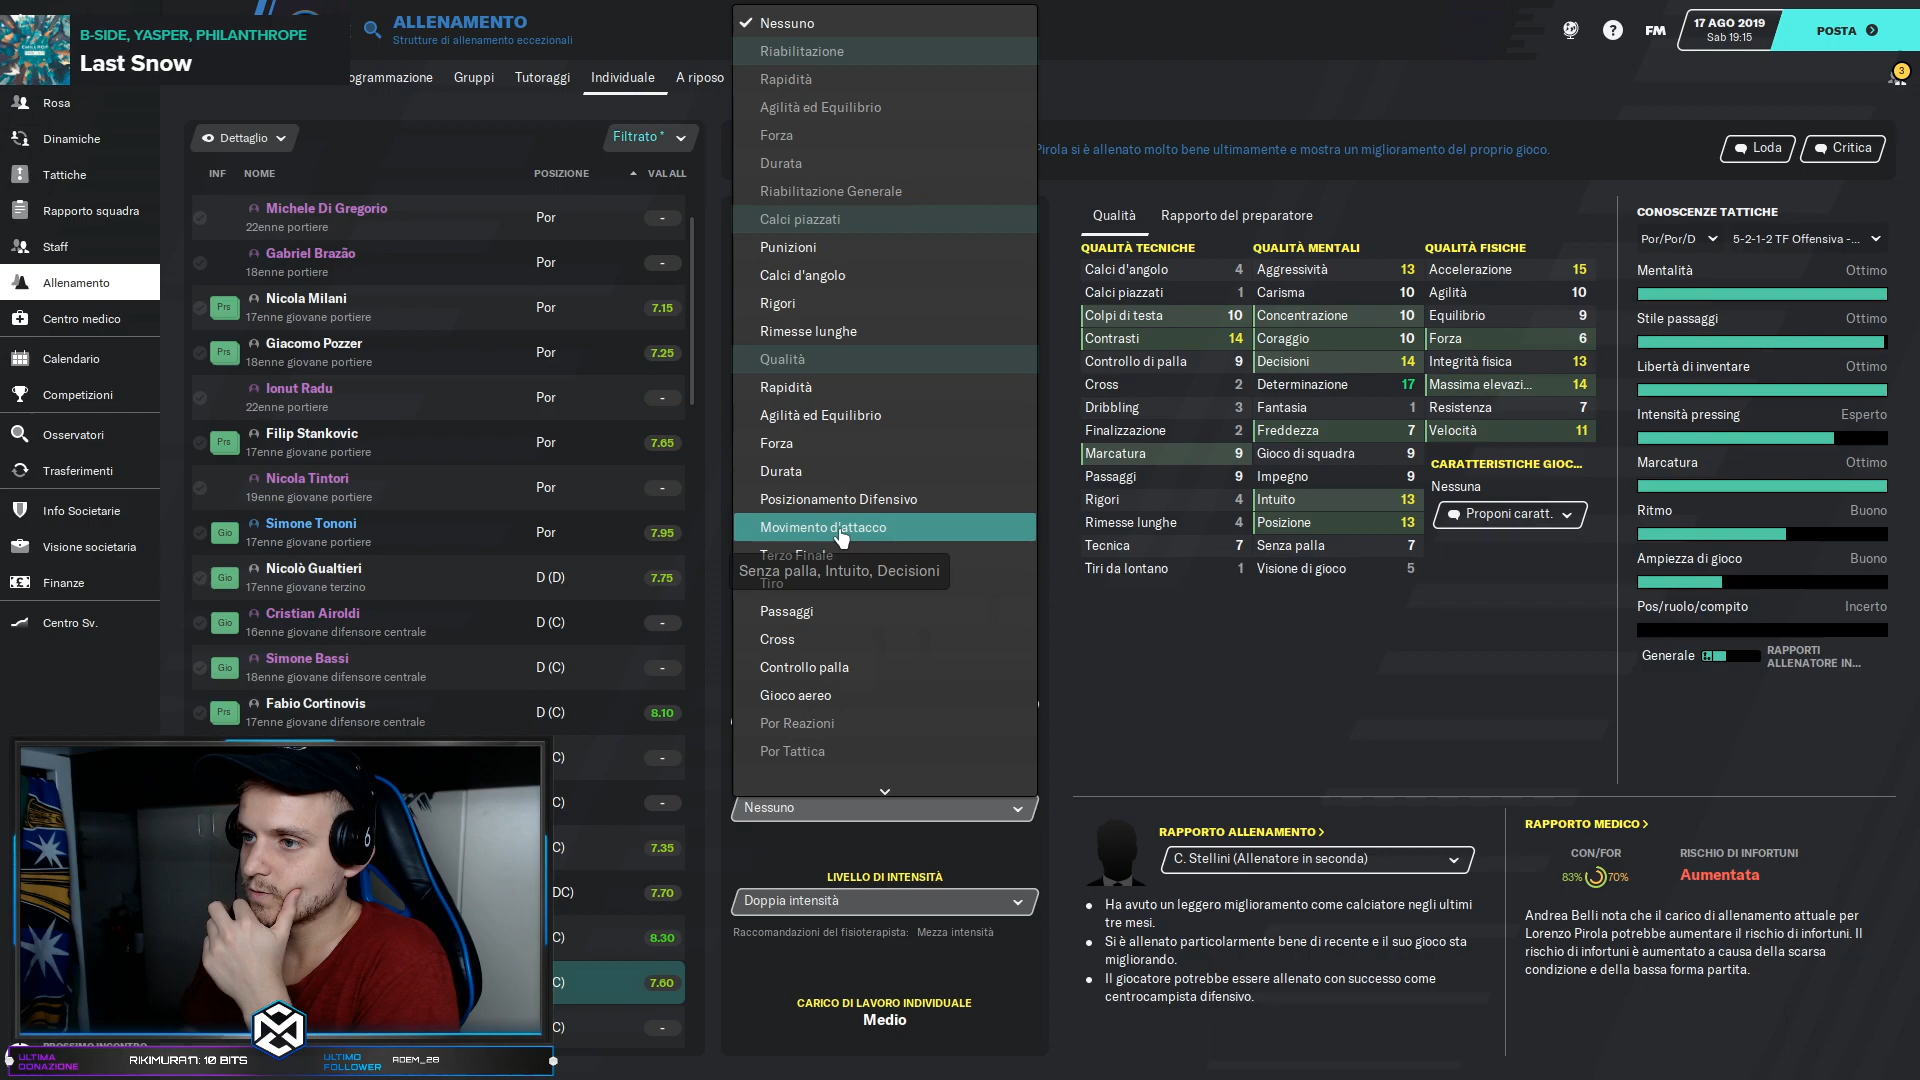 B-SIDE, YASPER, PHILANTHROPE
Last Snow
ALLENAMENTO
Strutture di allenamento eccezionali
FM
17 AGO 2019
Sab 19:15
POSTA
3
ogrammazione
Gruppi
Tutoraggi
Individuale
A riposo
Rosa
Dinamiche
Tattiche
Rapporto squadra
Staff
Allenamento
Centro medico
Calendario
Competizioni
Osservatori
Trasferimenti
Info Societarie
Visione societaria
Finanze
Centro Sv.
Dettaglio
Filtrato *
INF NOME POSIZIONE VAL ALL
Michele Di Gregorio Por -
22enne portiere
Gabriel Brazão Por -
18enne portiere
Prs Nicola Milani Por 7.15
17enne giovane portiere
Prs Giacomo Pozzer Por 7.25
18enne giovane portiere
Ionut Radu Por -
22enne portiere
Prs Filip Stankovic Por 7.65
17enne giovane portiere
Nicola Tintori Por -
19enne giovane portiere
Gio Simone Tononi Por 7.95
17enne giovane portiere
Gio Nicolò Gualtieri D (D) 7.75
17enne giovane terzino
Gio Cristian Airoldi D (C) -
16enne giovane difensore centrale
Gio Simone Bassi D (C) -
18enne giovane difensore centrale
Prs Fabio Cortinovis D (C) 8.10
17enne giovane difensore centrale
C) -
C) -
C) 7.35
DC) 7.70
C) 8.30
C) 7.60
C) -
Nessuno
Riabilitazione
Rapidità
Agilità ed Equilibrio
Forza
Durata
Riabilitazione Generale
Calci piazzati
Punizioni
Calci d'angolo
Rigori
Rimesse lunghe
Qualità
Rapidità
Agilità ed Equilibrio
Forza
Durata
Posizionamento Difensivo
Movimento d'attacco
Terzo Finale
Senza palla, Intuito, Decisioni
Tiro
Passaggi
Cross
Controllo palla
Gioco aereo
Por Reazioni
Por Tattica
Nessuno
LIVELLO DI INTENSITÀ
Doppia intensità
Raccomandazioni del fisioterapista: Mezza intensità
CARICO DI LAVORO INDIVIDUALE
Medio
Pirola si è allenato molto bene ultimamente e mostra un miglioramento del proprio gioco.
Loda
Critica
Qualità
Rapporto del preparatore
QUALITÀ TECNICHE QUALITÀ MENTALI QUALITÀ FISICHE
Calci d'angolo 4 Aggressività 13 Accelerazione 15
Calci piazzati 1 Carisma 10 Agilità 10
Colpi di testa 10 Concentrazione 10 Equilibrio 9
Contrasti 14 Coraggio 10 Forza 6
Controllo di palla 9 Decisioni 14 Integrità fisica 13
Cross 2 Determinazione 17 Massima elevazi... 14
Dribbling 3 Fantasia 1 Resistenza 7
Finalizzazione 2 Freddezza 7 Velocità 11
Marcatura 9 Gioco di squadra 9
Passaggi 9 Impegno 9
Rigori 4 Intuito 13
Rimesse lunghe 4 Posizione 13
Tecnica 7 Senza palla 7
Tiri da lontano 1 Visione di gioco 5
CARATTERISTICHE GIOC...
Nessuna
Proponi caratt.
CONOSCENZE TATTICHE
Por/Por/D 5-2-1-2 TF Offensiva -...
Mentalità Ottimo
Stile passaggi Ottimo
Libertà di inventare Ottimo
Intensità pressing Esperto
Marcatura Ottimo
Ritmo Buono
Ampiezza di gioco Buono
Pos/ruolo/compito Incerto
Generale
RAPPORTI
ALLENATORE IN...
RAPPORTO ALLENAMENTO
C. Stellini (Allenatore in seconda)
Ha avuto un leggero miglioramento come calciatore negli ultimi
tre mesi.
Si è allenato particolarmente bene di recente e il suo gioco sta
migliorando.
Il giocatore potrebbe essere allenato con successo come
centrocampista difensivo.
RAPPORTO MEDICO
CON/FOR
83% 70%
RISCHIO DI INFORTUNI
Aumentata
Andrea Belli nota che il carico di allenamento attuale per
Lorenzo Pirola potrebbe aumentare il rischio di infortuni. Il
rischio di infortuni è aumentato a causa della scarsa
condizione e della bassa forma partita.
ULTIMA
DONAZIONE
RIKIMURA17: 10 BITS
ULTIMO
FOLLOWER
ADEM_28